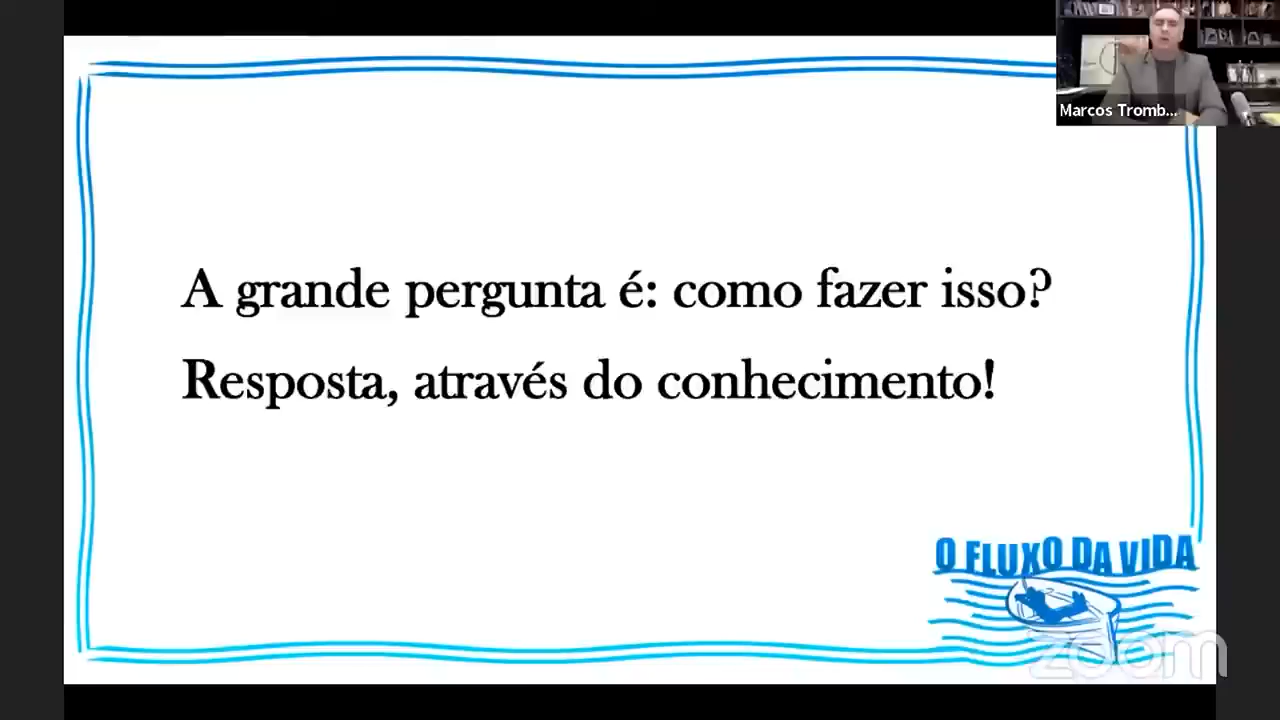 Marcos Tromb...
A grande pergunta é: como fazer isso?
Resposta, através do conhecimento!
O FLUXO DA VIDA
zoom